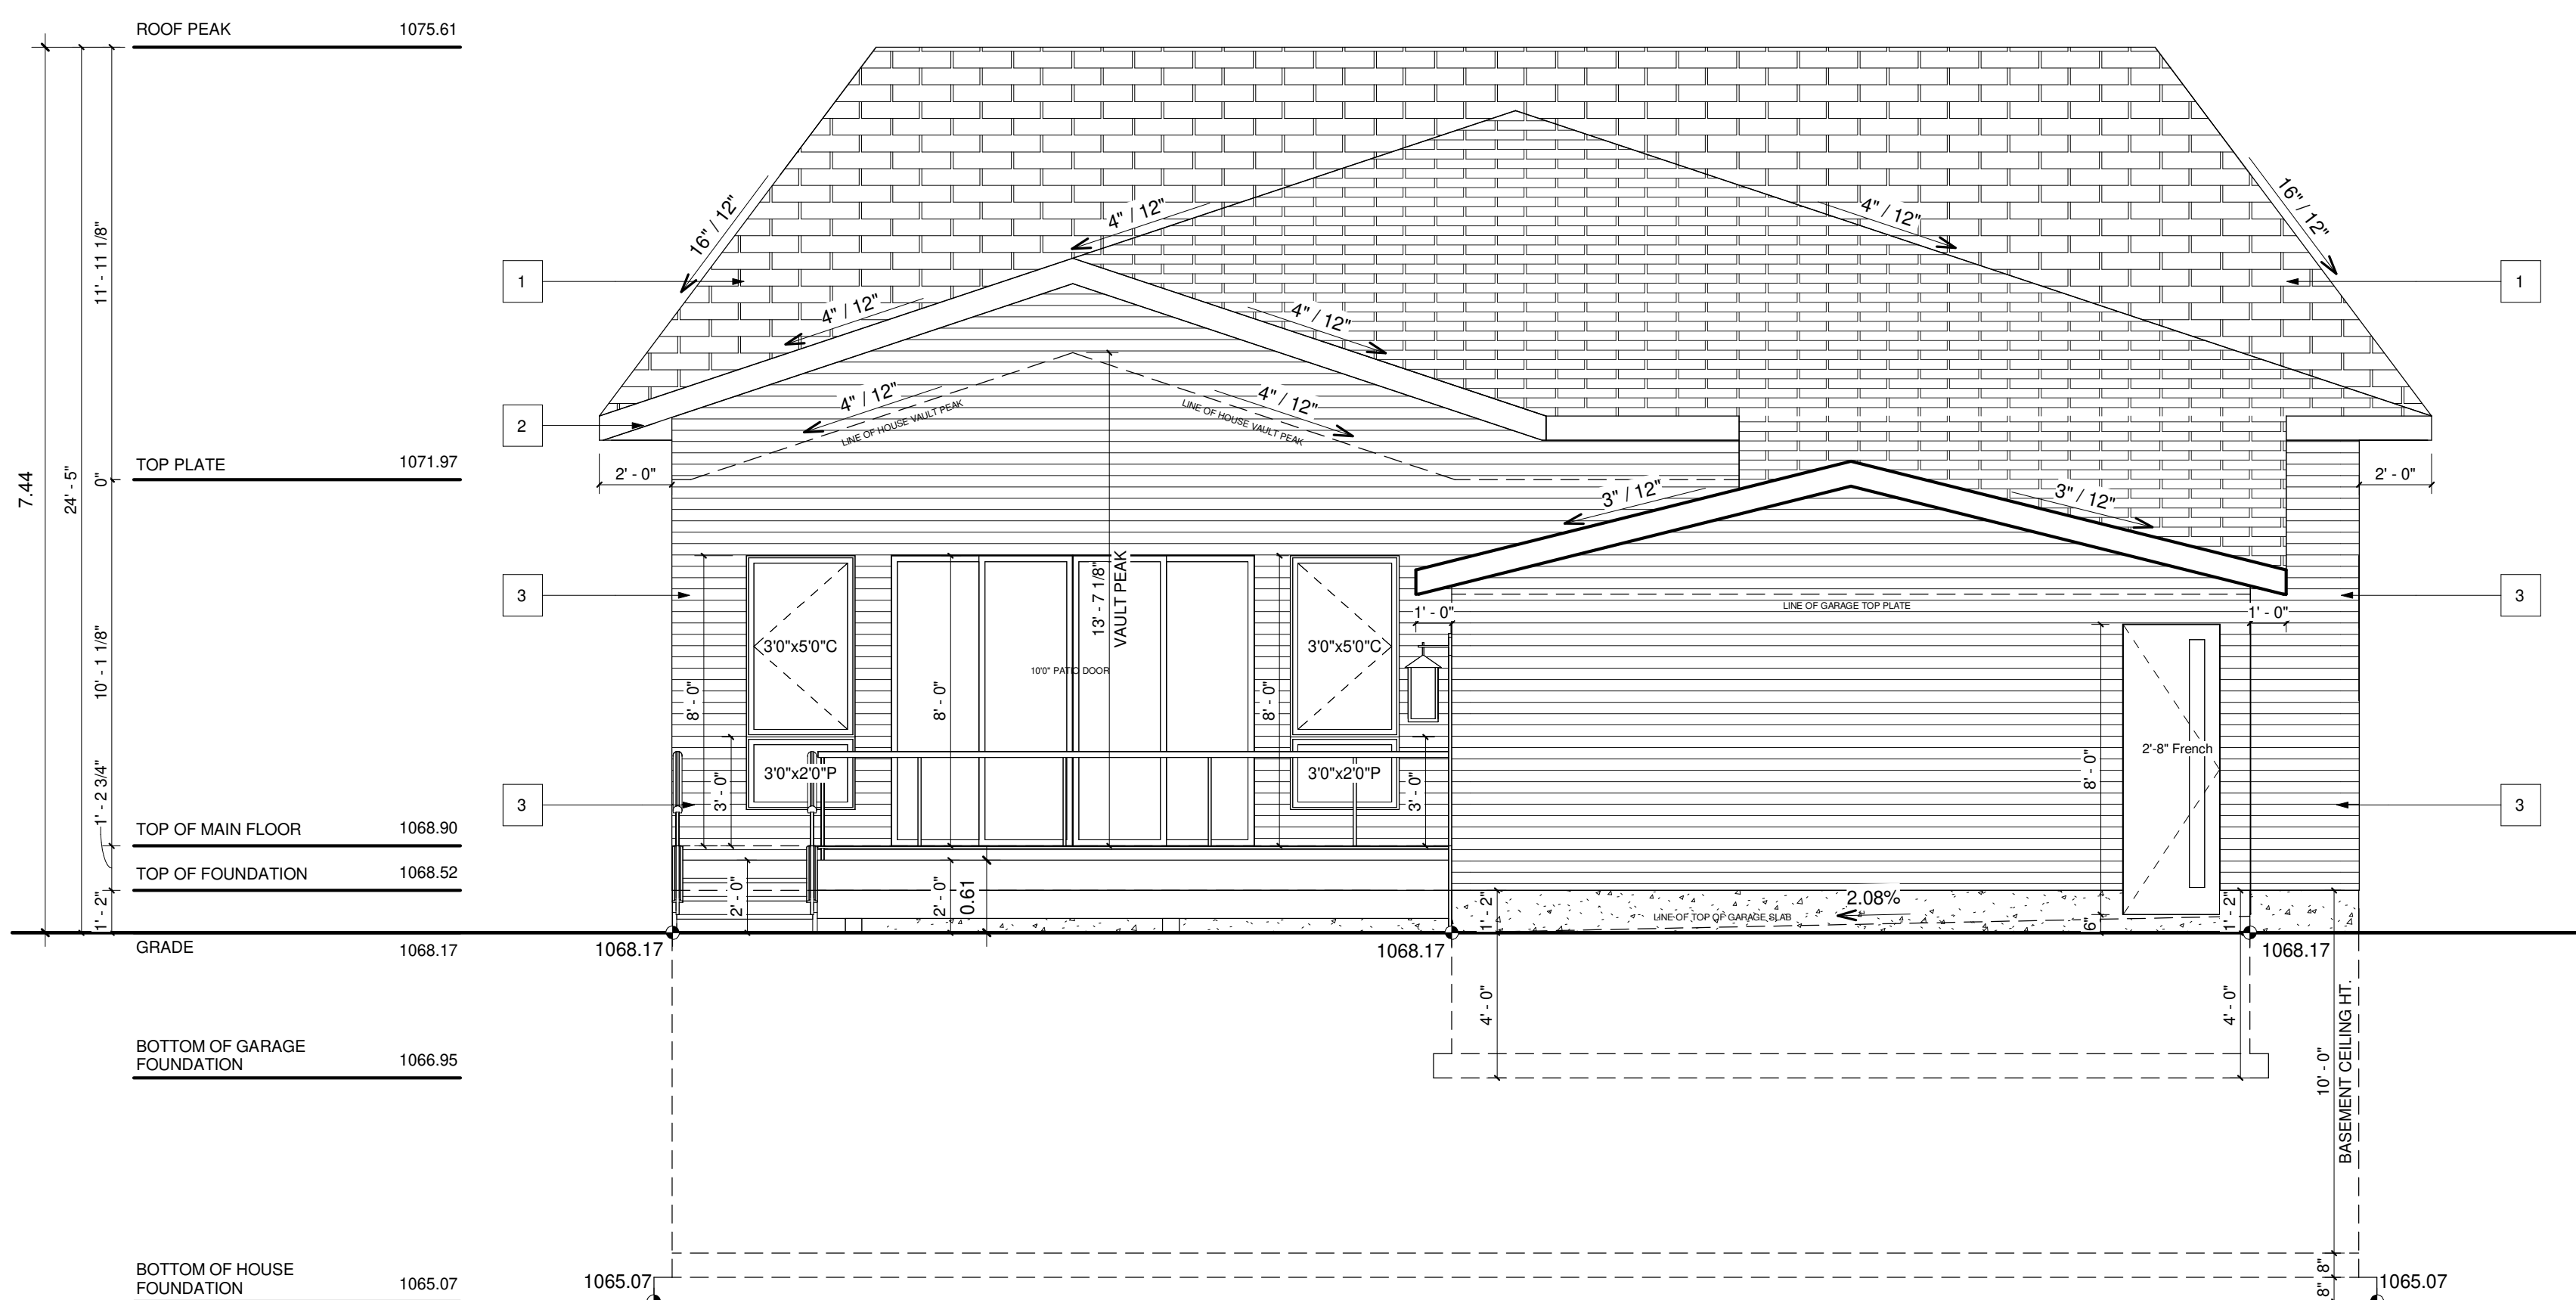 ROOF PEAK 1075.61
16" / 12"
4" / 12"
4" / 12"
16" / 12"
11' - 11 1/8"
1
1
4" / 12"
4" / 12"
4" / 12"
4" / 12"
LINE OF HOUSE VAULT PEAK
LINE OF HOUSE VAULT PEAK
2
TOP PLATE 1071.97
7.44
24' - 5"
0"
2' - 0"
2' - 0"
3" / 12"
3" / 12"
3
3
LINE OF GARAGE TOP PLATE
1' - 0"
1' - 0"
13' - 7 1/8"
VAULT PEAK
3'0"x5'0"C
3'0"x5'0"C
10'0" PATIO DOOR
10' - 1 1/8"
8' - 0"
8' - 0"
8' - 0"
8' - 0"
2'-8" French
3'0"x2'0"P
3'0"x2'0"P
3' - 0"
3' - 0"
1' - 2 3/4"
3
3
TOP OF MAIN FLOOR 1068.90
TOP OF FOUNDATION 1068.52
1' - 2"
2' - 0"
2' - 0"
0.61
1' - 2"
2.08%
LINE OF TOP OF GARAGE SLAB
6"
1' - 2"
GRADE 1068.17
1068.17
1068.17
1068.17
4' - 0"
4' - 0"
BOTTOM OF GARAGE
FOUNDATION 1066.95
10' - 0"
BASEMENT CEILING HT.
BOTTOM OF HOUSE
FOUNDATION 1065.07
1065.07
8"
8"
1065.07